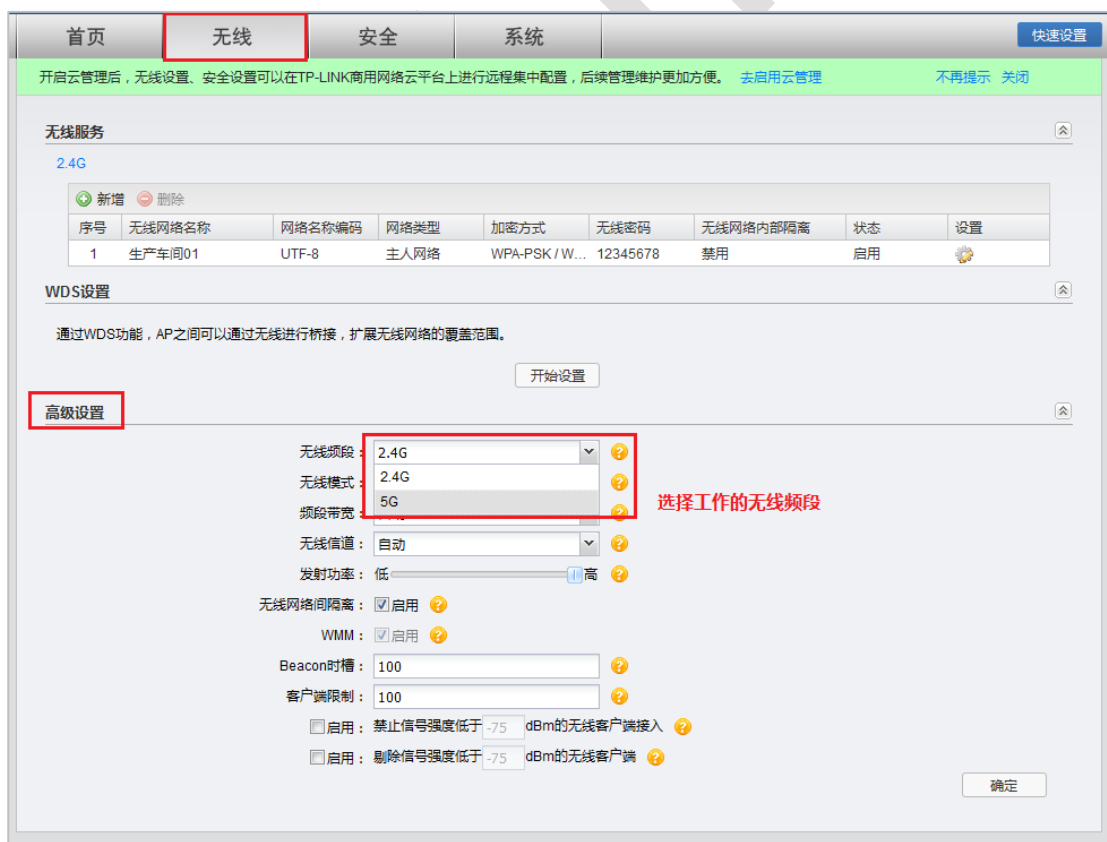 首页 无线 安全 系统 快速设置
开启云管理后，无线设置、安全设置可以在TP-LINK商用网络云平台上进行远程集中配置，后续管理维护更加方便。 去启用云管理 不再提示 关闭
无线服务
2.4G
新增 删除
序号 无线网络名称 网络名称编码 网络类型 加密方式 无线密码 无线网络内部隔离 状态 设置
1 生产车间01 UTF-8 主人网络 WPA-PSK / W... 12345678 禁用 启用
WDS设置
通过WDS功能，AP之间可以通过无线进行桥接，扩展无线网络的覆盖范围。
开始设置
高级设置
无线频段： 2.4G
无线模式： 2.4G
5G
选择工作的无线频段
频段带宽：
无线信道： 自动
发射功率： 低 高
无线网络间隔离： 启用
WMM： 启用
Beacon时槽： 100
客户端限制： 100
启用： 禁止信号强度低于 -75 dBm的无线客户端接入
启用： 剔除信号强度低于 -75 dBm的无线客户端
确定